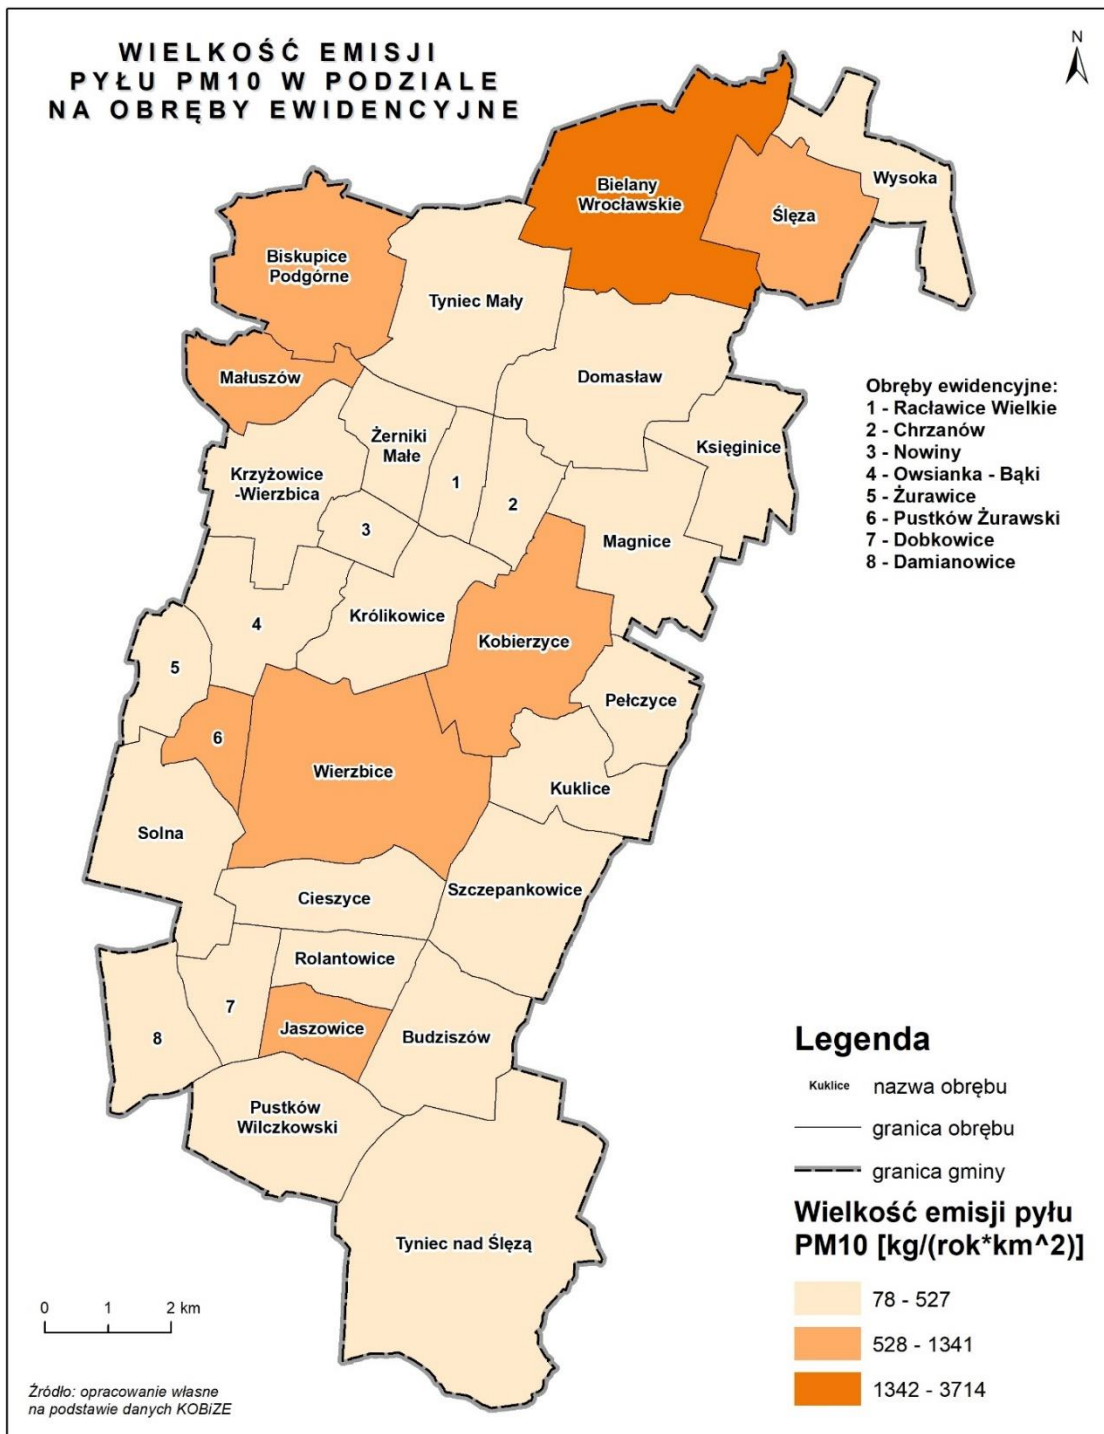 WIELKOŚĆ EMISJI
PYŁU PM10 W PODZIALE
NA OBRĘBY EWIDENCYJNE
N
Bielany
Wrocławskie
Wysoka
Ślęza
Biskupice
Podgórne
Tyniec Mały
Małuszów
Domasław
Żerniki
Małe
Księginice
Krzyżowice
-Wierzbica
1
2
3
Magnice
Królikowice
4
Kobierzyce
5
Pełczyce
6
Wierzbice
Kuklice
Solna
Cieszyce
Szczepankowice
Rolantowice
7
Jaszowice
8
Budziszów
Pustków
Wilczkowski
Tyniec nad Ślęzą
Obręby ewidencyjne:
1 - Racławice Wielkie
2 - Chrzanów
3 - Nowiny
4 - Owsianka - Bąki
5 - Żurawice
6 - Pustków Żurawski
7 - Dobkowice
8 - Damianowice
Legenda
Kuklice nazwa obrębu
granica obrębu
granica gminy
Wielkość emisji pyłu
PM10 [kg/(rok*km^2)]
78 - 527
528 - 1341
1342 - 3714
0 1 2 km
Źródło: opracowanie własne
na podstawie danych KOBiZE